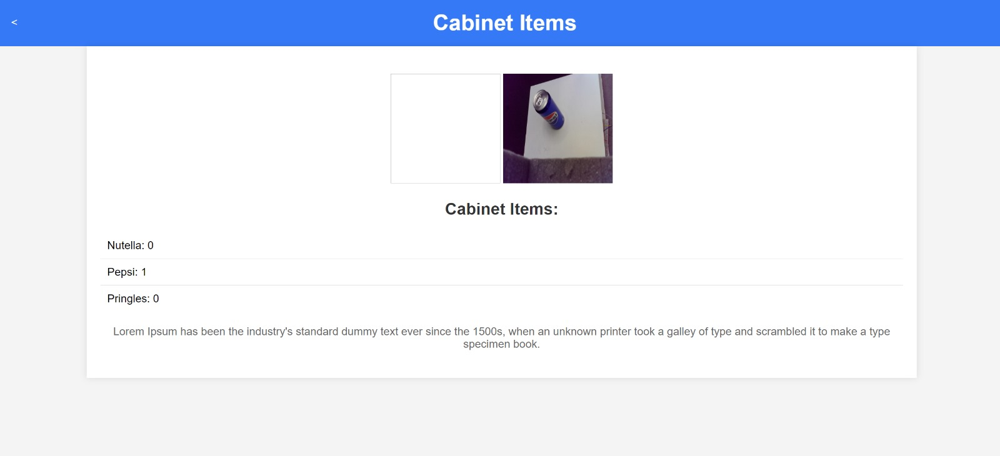 <
Cabinet Items
Cabinet Items:
Nutella: 0
Pepsi: 1
Pringles: 0
Lorem Ipsum has been the industry's standard dummy text ever since the 1500s, when an unknown printer took a galley of type and scrambled it to make a type
specimen book.